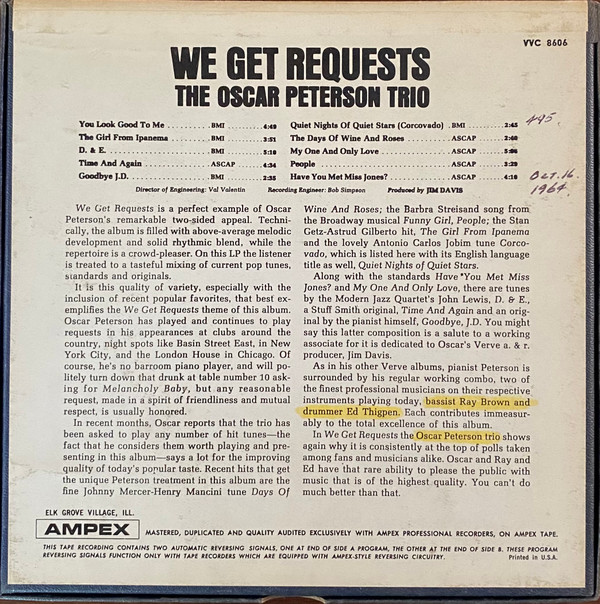 VVC 8606
WE GET REQUESTS
THE OSCAR PETERSON TRIO
You Look Good To Me .......... BMI ........ 4:49
The Girl From Ipanema ........ BMI ........ 3:51
D. & E. ...................... BMI ........ 5:10
Time And Again ............... ASCAP ...... 4:34
Goodbye J.D. ................. BMI ........ 2:55
Quiet Nights Of Quiet Stars (Corcovado) . BMI ........ 2:45
The Days Of Wine And Roses ... ASCAP ...... 2:40
My One And Only Love ......... ASCAP ......
People ....................... ASCAP ...... 3:29
Have You Met Miss Jones? ..... ASCAP ...... 4:10
495
Oct. 16.
1964.
Director of Engineering: Val Valentin Recording Engineer: Bob Simpson Produced by JIM DAVIS
We Get Requests is a perfect example of Oscar
Peterson's remarkable two-sided appeal. Techni-
cally, the album is filled with above-average melodic
development and solid rhythmic blend, while the
repertoire is a crowd-pleaser. On this LP the listener
is treated to a tasteful mixing of current pop tunes,
standards and originals.
It is this quality of variety, especially with the
inclusion of recent popular favorites, that best ex-
emplifies the We Get Requests theme of this album.
Oscar Peterson has played and continues to play
requests in his appearances at clubs around the
country, night spots like Basin Street East, in New
York City, and the London House in Chicago. Of
course, he's no barroom piano player, and will po-
litely turn down that drunk at table number 10 ask-
ing for Melancholy Baby, but any reasonable
request, made in a spirit of friendliness and mutual
respect, is usually honored.
In recent months, Oscar reports that the trio has
been asked to play any number of hit tunes—the
fact that he considers them worth playing and pre-
senting in this album—says a lot for the improving
quality of today's popular taste. Recent hits that get
the unique Peterson treatment in this album are the
fine Johnny Mercer-Henry Mancini tune Days Of
Wine And Roses; the Barbra Streisand song from
the Broadway musical Funny Girl, People; the Stan
Getz-Astrud Gilberto hit, The Girl From Ipanema
and the lovely Antonio Carlos Jobim tune Corco-
vado, which is listed here with its English language
title as well, Quiet Nights of Quiet Stars.
Along with the standards Have You Met Miss
Jones? and My One And Only Love, there are tunes
by the Modern Jazz Quartet's John Lewis, D. & E.,
a Stuff Smith original, Time And Again and an orig-
inal by the pianist himself, Goodbye, J.D. You might
say this latter composition is a salute to a working
associate for it is dedicated to Oscar's Verve a. & r.
producer, Jim Davis.
As in his other Verve albums, pianist Peterson is
surrounded by his regular working combo, two of
the finest professional musicians on their respective
instruments playing today, bassist Ray Brown and
drummer Ed Thigpen. Each contributes immeasur-
ably to the total excellence of this album.
In We Get Requests the Oscar Peterson trio shows
again why it is consistently at the top of polls taken
among fans and musicians alike. Oscar and Ray and
Ed have that rare ability to please the public with
music that is of the highest quality. You can't do
much better than that.
ELK GROVE VILLAGE, ILL.
AMPEX MASTERED, DUPLICATED AND QUALITY AUDITED EXCLUSIVELY WITH AMPEX PROFESSIONAL RECORDERS, ON AMPEX TAPE.
THIS TAPE RECORDING CONTAINS TWO AUTOMATIC REVERSING SIGNALS, ONE AT END OF SIDE A PROGRAM, THE OTHER AT THE END OF SIDE B. THESE PROGRAM
REVERSING SIGNALS FUNCTION ONLY WITH TAPE RECORDERS WHICH ARE EQUIPPED WITH AMPEX-STYLE REVERSING CIRCUITRY. Printed in U.S.A.